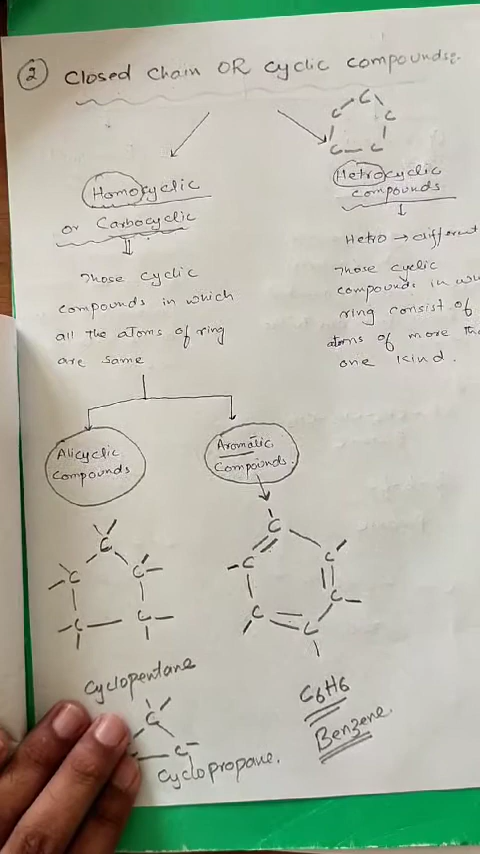 2 Closed Chain OR Cyclic Compounds:-
C C C C C
Homocyclic
or Carbocyclic
Those cyclic
compounds in which
all the atoms of ring
are same
Hetrocyclic
compounds
Hetro → different
Those cyclic
compounds in
ring consist of
atoms of more
one kind.
Alicyclic
Compounds
Aromatic
Compounds.
C
C C
C C
Cyclopentane
C
C
Cyclopropane.
C
C C
C C
C
C6H6
Benzene